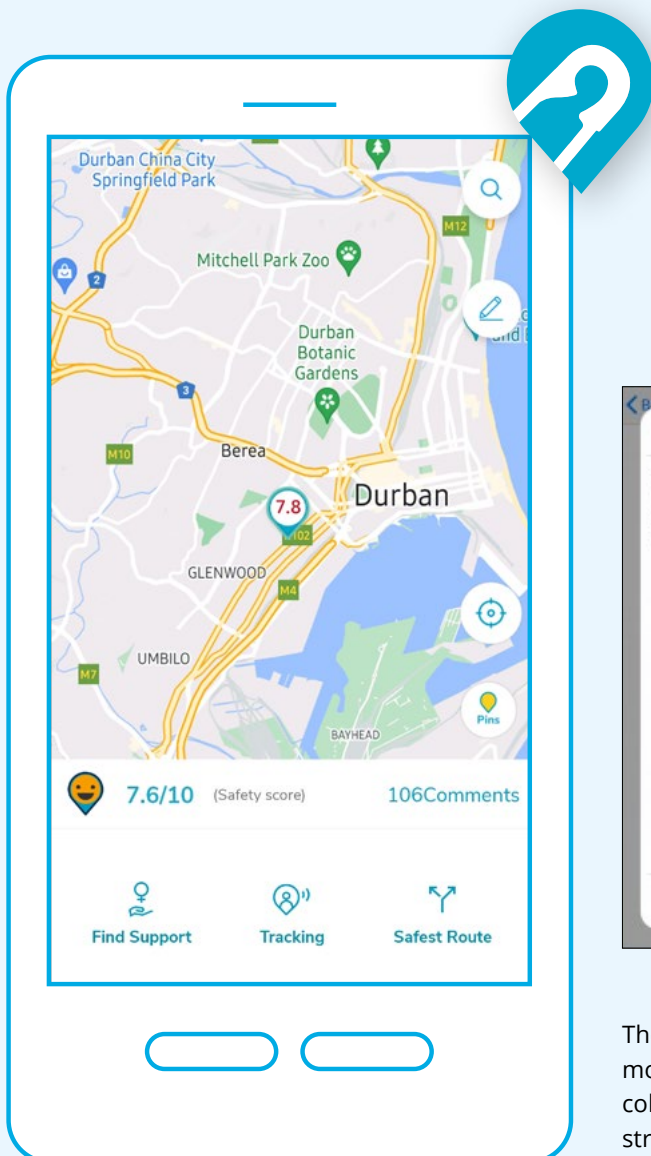 Durban China City
Springfield Park
M12
Mitchell Park Zoo
2
and
Durban
Botanic
Gardens
3
Berea
M10
7.8
Durban
GLENWOOD
M4
UMBILO
M7
Pins
BAYHEAD
7.6/10 (Safety score) 106Comments
Find Support Tracking Safest Route